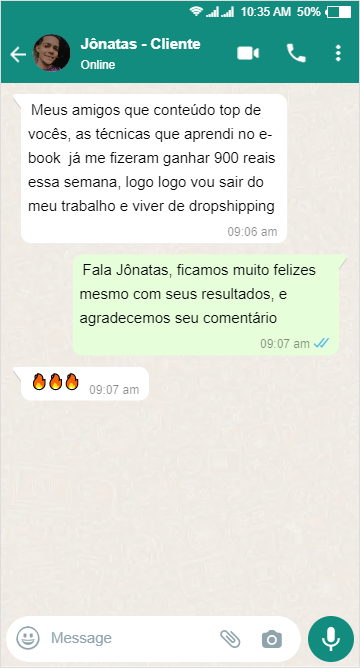 10:35 AM 50%
Jônatas - Cliente
Online
Meus amigos que conteúdo top de
vocês, as técnicas que aprendi no e-
book já me fizeram ganhar 900 reais
essa semana, logo logo vou sair do
meu trabalho e viver de dropshipping
09:06 am
Fala Jônatas, ficamos muito felizes
mesmo com seus resultados, e
agradecemos seu comentário
09:07 am
🔥🔥🔥 09:07 am
Message